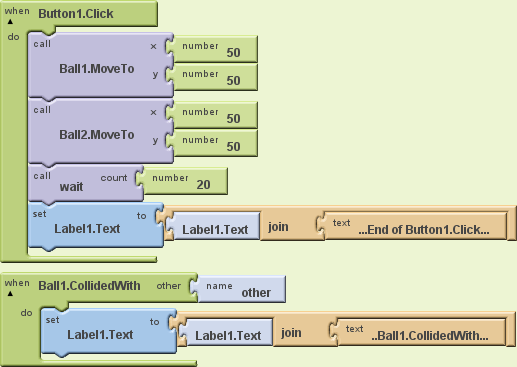 when Button1.Click
do call x number 50
Ball1.MoveTo y number 50
call x number 50
Ball2.MoveTo y number 50
call wait count number 20
set Label1.Text to Label1.Text join text ...End of Button1.Click...
when Ball1.CollidedWith other name other
do set Label1.Text to Label1.Text join text ..Ball1.CollidedWith...